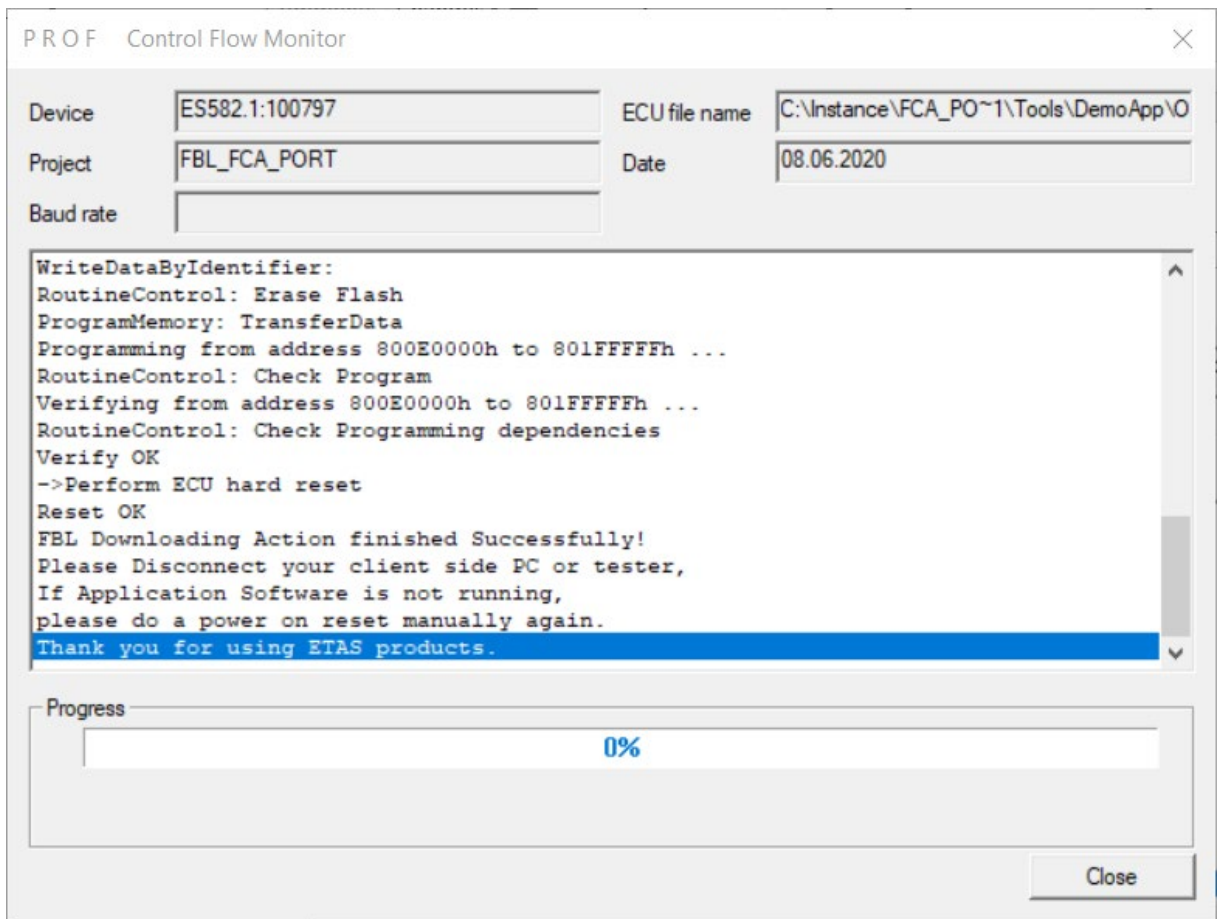 P R O F Control Flow Monitor
Device ES582.1:100797 ECU file name C:\Instance\FCA_PO~1\Tools\DemoApp\O
Project FBL_FCA_PORT Date 08.06.2020
Baud rate
WriteDataByIdentifier:
RoutineControl: Erase Flash
ProgramMemory: TransferData
Programming from address 800E0000h to 801FFFFFh ...
RoutineControl: Check Program
Verifying from address 800E0000h to 801FFFFFh ...
RoutineControl: Check Programming dependencies
Verify OK
->Perform ECU hard reset
Reset OK
FBL Downloading Action finished Successfully!
Please Disconnect your client side PC or tester,
If Application Software is not running,
please do a power on reset manually again.
Thank you for using ETAS products.
Progress
0%
Close